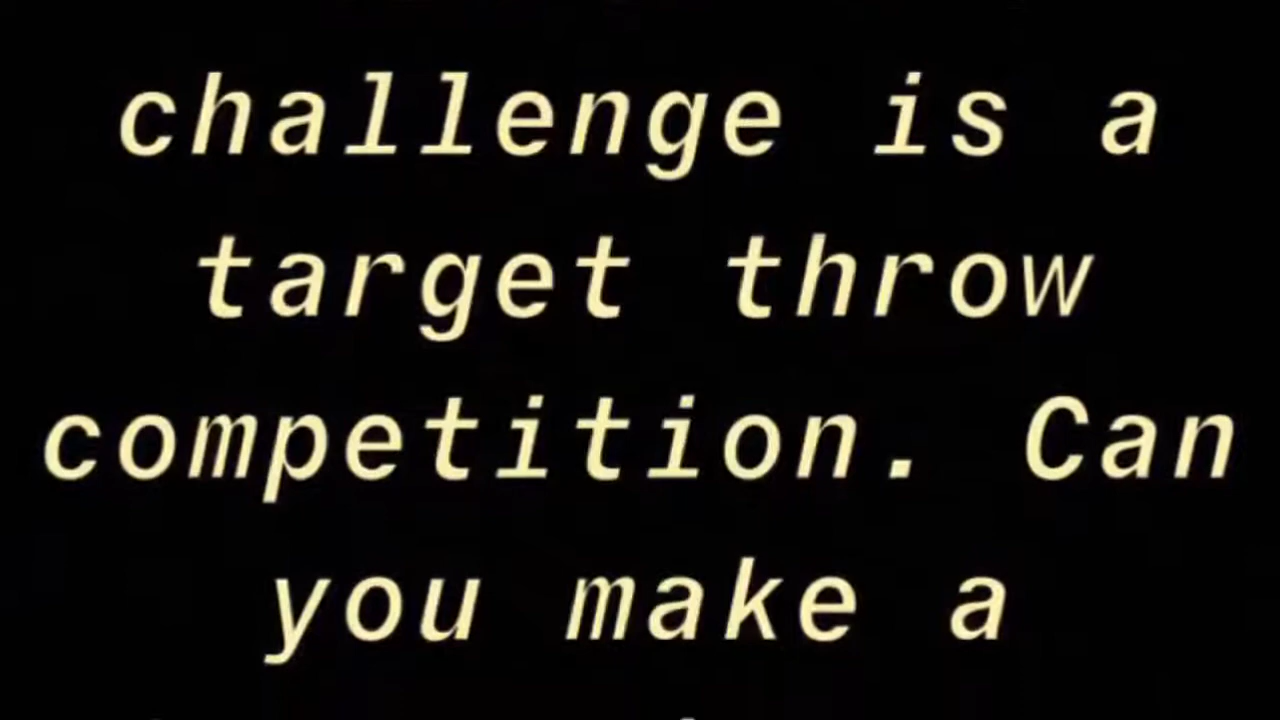 challenge is a
target throw
competition. Can
you make a